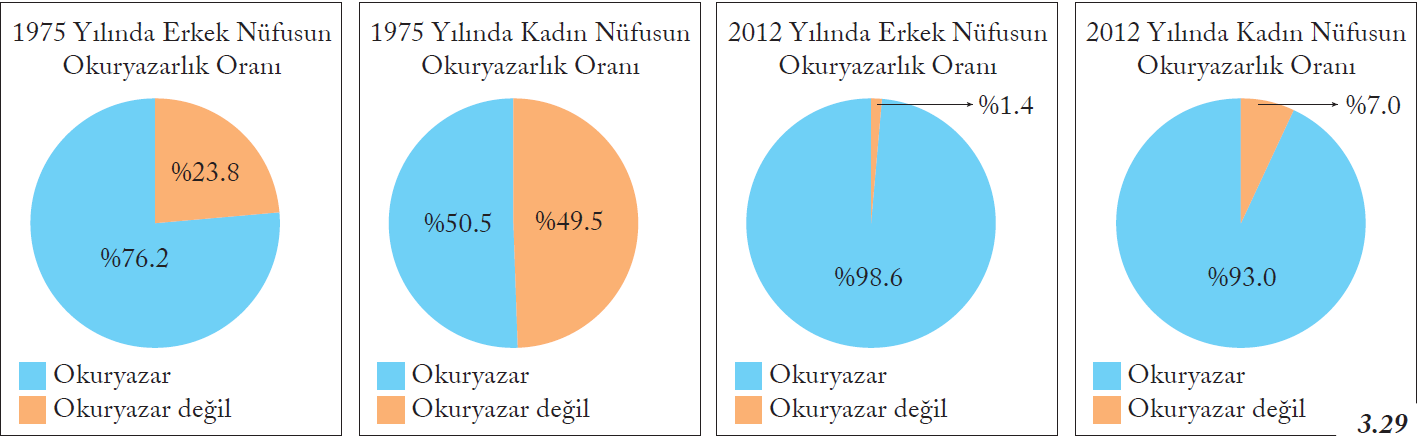 1975 Yılında Erkek Nüfusun
Okuryazarlık Oranı
%23.8
%76.2
Okuryazar
Okuryazar değil
1975 Yılında Kadın Nüfusun
Okuryazarlık Oranı
%50.5
%49.5
Okuryazar
Okuryazar değil
2012 Yılında Erkek Nüfusun
Okuryazarlık Oranı
%1.4
%98.6
Okuryazar
Okuryazar değil
2012 Yılında Kadın Nüfusun
Okuryazarlık Oranı
%7.0
%93.0
Okuryazar
Okuryazar değil
3.29